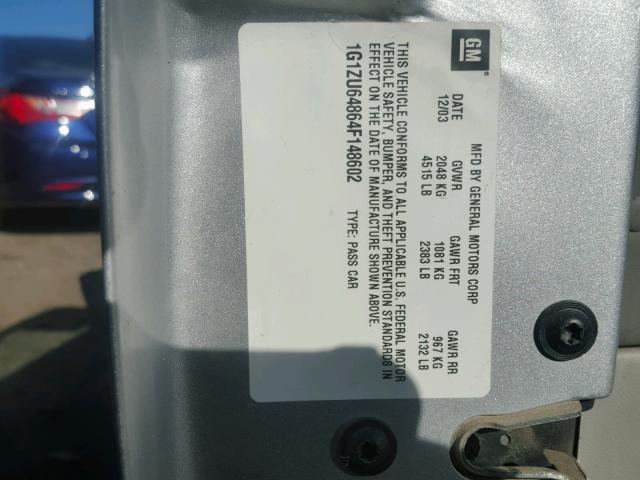 GM
MFD BY GENERAL MOTORS CORP
DATE GVWR GAWR FRT GAWR RR
12/03 2048 KG 1081 KG 967 KG
4515 LB 2383 LB 2132 LB
THIS VEHICLE CONFORMS TO ALL APPLICABLE U.S. FEDERAL MOTOR
VEHICLE SAFETY, BUMPER, AND THEFT PREVENTION STANDARDS IN
EFFECT ON THE DATE OF MANUFACTURE SHOWN ABOVE.
1G1ZU64864F148602 TYPE: PASS CAR